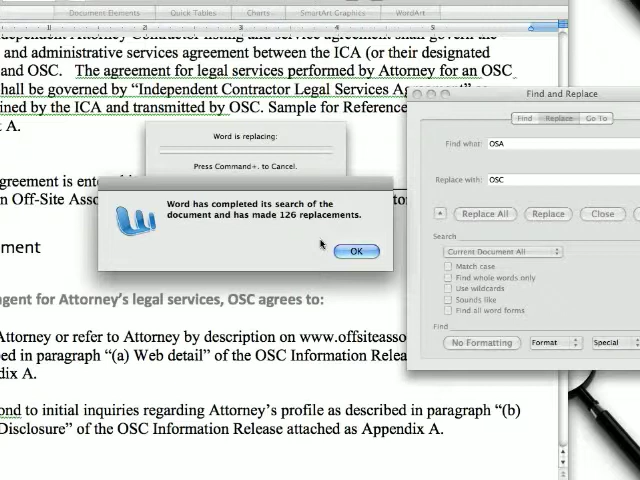 Document Elements Quick Tables Charts SmartArt Graphics WordArt
1 2 3 4 5
and administrative services agreement between the ICA (or their designated
and OSC. The agreement for legal services performed by Attorney for an OSC
hall be governed by "Independent Contractor Legal Services
ined by the ICA and transmitted by OSC. Sample for Reference
t A.
Word is replacing:
Press Command+. to Cancel.
greement is
n Off-Site
Word has completed its search of the
document and has made 126 replacements.
OK
ment
gent for Attorney's legal services, OSC agrees to:
Attorney or refer to Attorney by description on www.offsiteasso
ed in paragraph "(a) Web detail" of the OSC Information Relea
dix A.
ond to initial inquiries regarding Attorney's profile as described in paragraph "(b)
Disclosure" of the OSC Information Release attached as Appendix A.
Find and Replace
Find Replace Go To
Find what: OSA
Replace with: OSC
Replace All Replace Close
Search
Current Document All
Match case
Find whole words only
Use wildcards
Sounds like
Find all word forms
Find
No Formatting Format Special